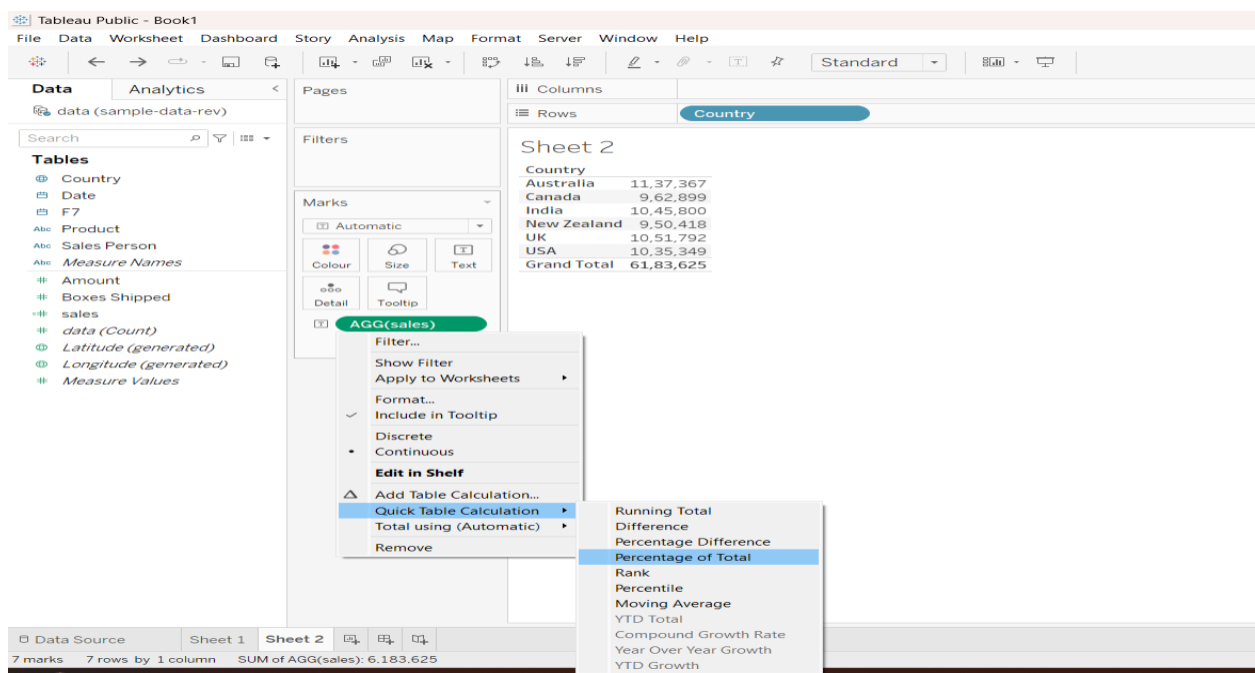 Tableau Public - Book1
File Data Worksheet Dashboard Story Analysis Map Format Server Window Help
Standard
Data Analytics
data (sample-data-rev)
Search
Tables
Country
Date
F7
Abc Product
Abc Sales Person
Abc Measure Names
Amount
Boxes Shipped
sales
data (Count)
Latitude (generated)
Longitude (generated)
Measure Values
Pages
Filters
Marks
Automatic
Colour Size Text
Detail Tooltip
AGG(sales)
Columns
Rows Country
Sheet 2
Country
Australia 11,37,367
Canada 9,62,899
India 10,45,800
New Zealand 9,50,418
UK 10,51,792
USA 10,35,349
Grand Total 61,83,625
Filter...
Show Filter
Apply to Worksheets
Format...
Include in Tooltip
Discrete
Continuous
Edit in Shelf
Add Table Calculation...
Quick Table Calculation
Total using (Automatic)
Remove
Running Total
Difference
Percentage Difference
Percentage of Total
Rank
Percentile
Moving Average
YTD Total
Compound Growth Rate
Year Over Year Growth
YTD Growth
Data Source Sheet 1 Sheet 2
7 marks 7 rows by 1 column SUM of AGG(sales): 6,183,625